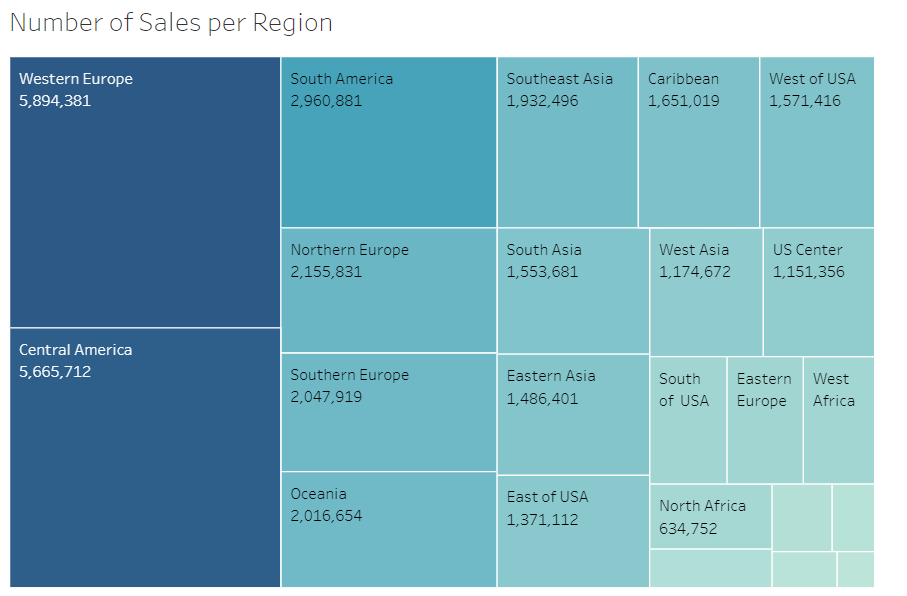 Number of Sales per Region
Western Europe
5,894,381
Central America
5,665,712
South America
2,960,881
Northern Europe
2,155,831
Southern Europe
2,047,919
Oceania
2,016,654
Southeast Asia
1,932,496
Caribbean
1,651,019
West of USA
1,571,416
South Asia
1,553,681
West Asia
1,174,672
US Center
1,151,356
Eastern Asia
1,486,401
East of USA
1,371,112
South
of USA
Eastern
Europe
West
Africa
North Africa
634,752